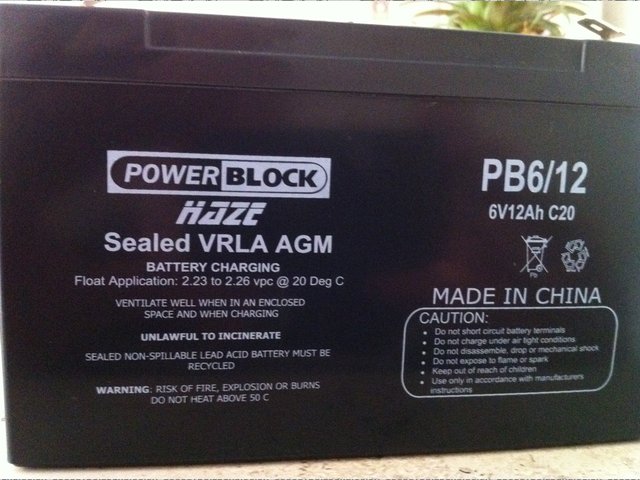 POWER BLOCK
HAZE
Sealed VRLA AGM
BATTERY CHARGING
Float Application: 2.23 to 2.26 vpc @ 20 Deg C
VENTILATE WELL WHEN IN AN ENCLOSED
SPACE AND WHEN CHARGING
UNLAWFUL TO INCINERATE
SEALED NON-SPILLABLE LEAD ACID BATTERY MUST BE
RECYCLED
WARNING: RISK OF FIRE, EXPLOSION OR BURNS
DO NOT HEAT ABOVE 50 C
PB6/12
6V12Ah C20
Pb
MADE IN CHINA
CAUTION:
• Do not short circuit battery terminals
• Do not charge under air tight conditions
• Do not disassemble, drop or mechanical shock
• Do not expose to flame or spark
• Keep out of reach of children
• Use only in accordance with manufacturers
instructions